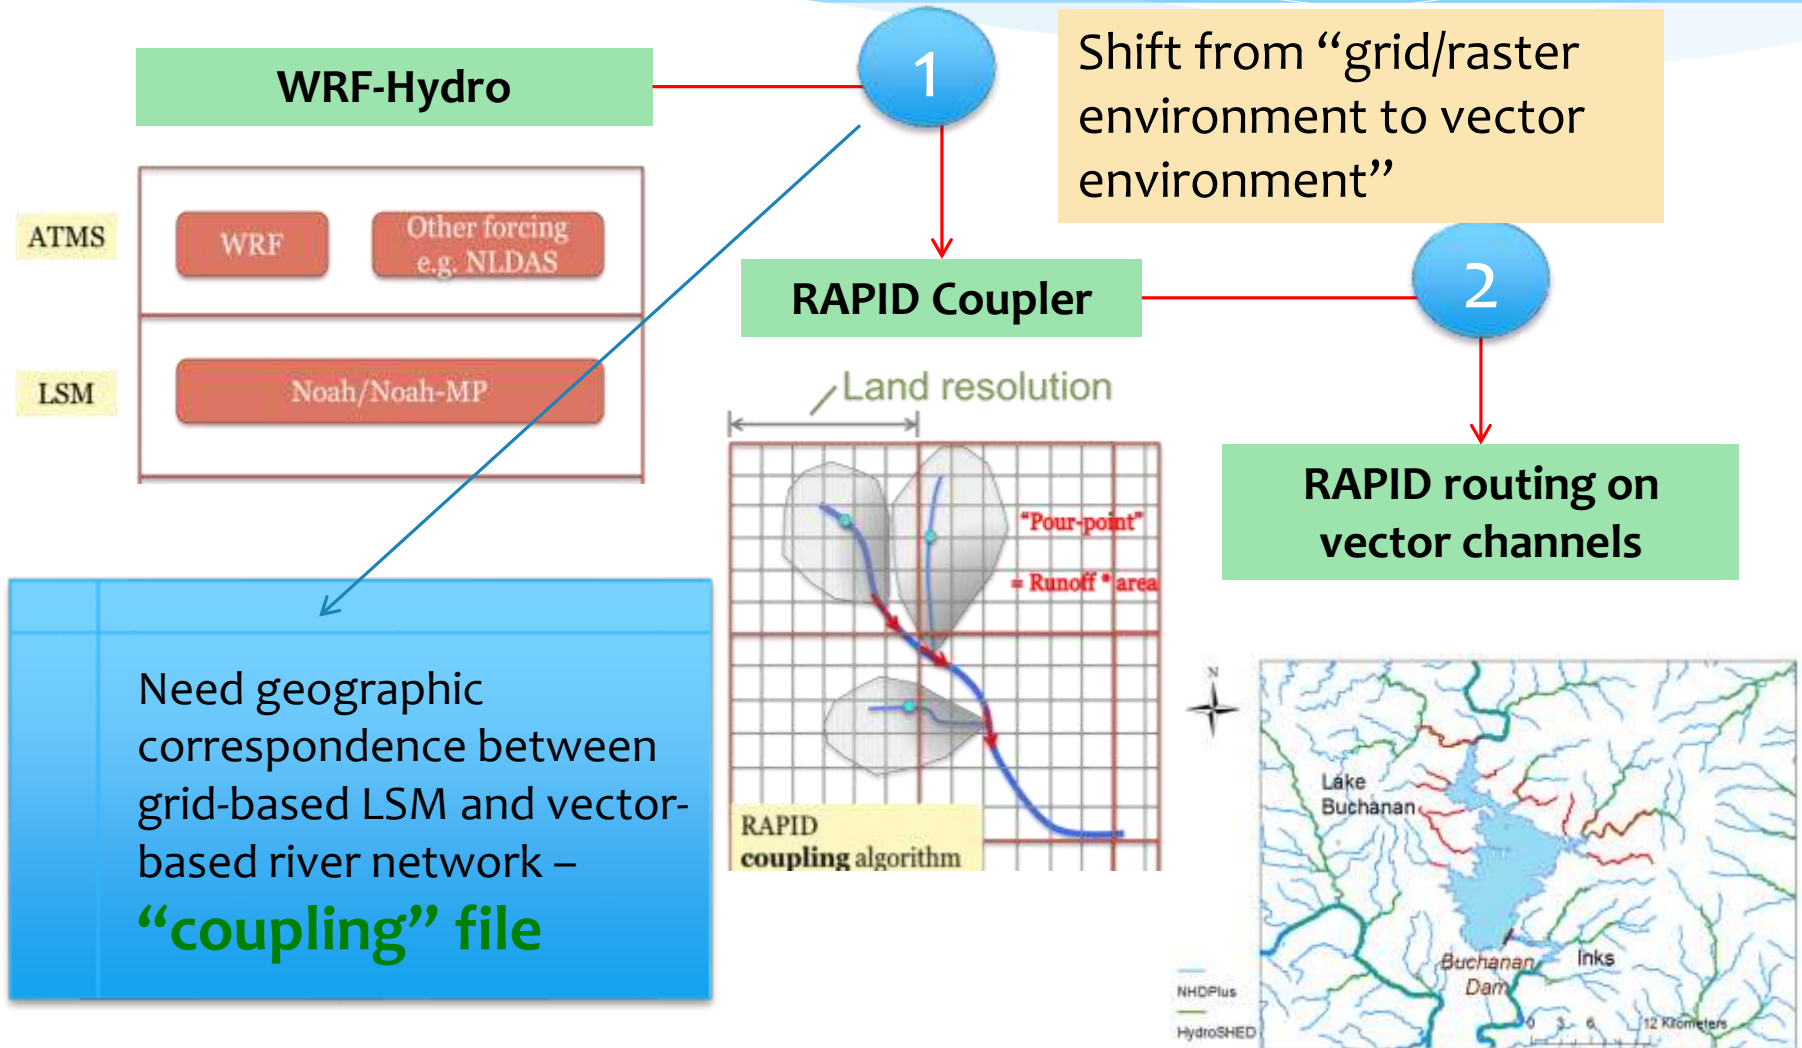 WRF-Hydro
1
Shift from “grid/raster
environment to vector
environment”
ATMS
WRF
Other forcing
e.g. NLDAS
RAPID Coupler
2
LSM
Noah/Noah-MP
Land resolution
"Pour-point"
= Runoff * area
RAPID
coupling algorithm
RAPID routing on
vector channels
Need geographic
correspondence between
grid-based LSM and vector-
based river network –
“coupling” file
N
Lake
Buchanan
Buchanan
Dam
Inks
NHDPlus
HydroSHED
0 3 6 12 Kilometers